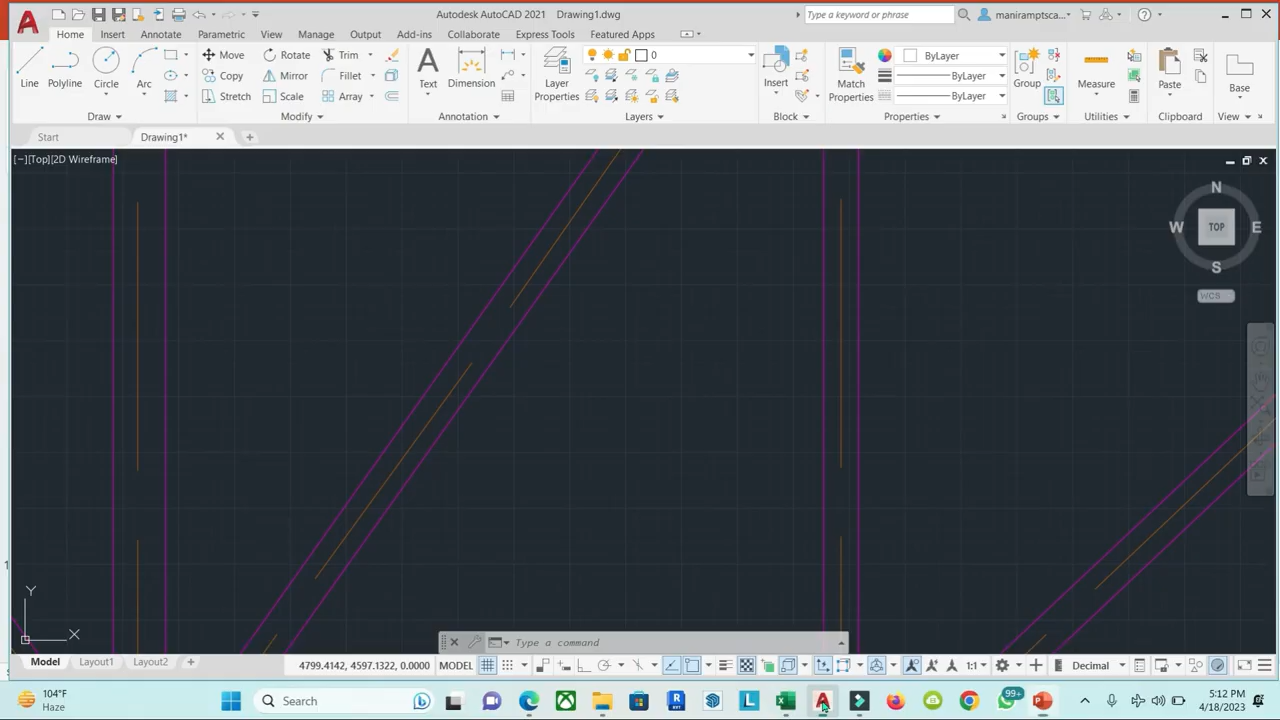 Autodesk AutoCAD 2021 Drawing1.dwg
Type a keyword or phrase
maniramptsca...
Home Insert Annotate Parametric View Manage Output Add-ins Collaborate Express Tools Featured Apps
Line Polyline Circle Arc
Move Rotate Trim
Copy Mirror Fillet
Stretch Scale Array
Text Dimension
Layer Properties
0
Insert
Match Properties
ByLayer
ByLayer
ByLayer
Group
Measure
Paste
Base
Draw Modify Annotation Layers Block Properties Groups Utilities Clipboard View
Start Drawing1*
[−][Top][2D Wireframe]
N
W TOP E
S
WCS
1
Y
X
Type a command
Model Layout1 Layout2
4799.4142, 4597.1322, 0.0000 MODEL 1:1 Decimal
104°F
Haze
Search
RVT
L
99+
5:12 PM
4/18/2023